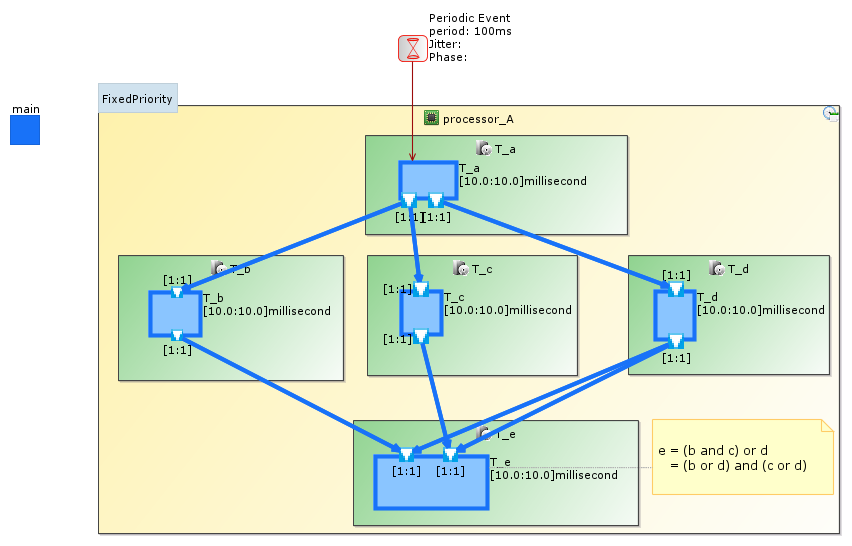 Periodic Event
period: 100ms
Jitter:
Phase:
main
FixedPriority
processor_A
T_a
T_a
[10.0:10.0]millisecond
[1:1] [1:1]
T_b
[1:1]
T_b
[10.0:10.0]millisecond
[1:1]
T_c
[1:1]
T_c
[10.0:10.0]millisecond
[1:1]
T_d
[1:1]
T_d
[10.0:10.0]millisecond
[1:1]
T_e
T_e
[1:1] [1:1]
[10.0:10.0]millisecond
e = (b and c) or d
= (b or d) and (c or d)